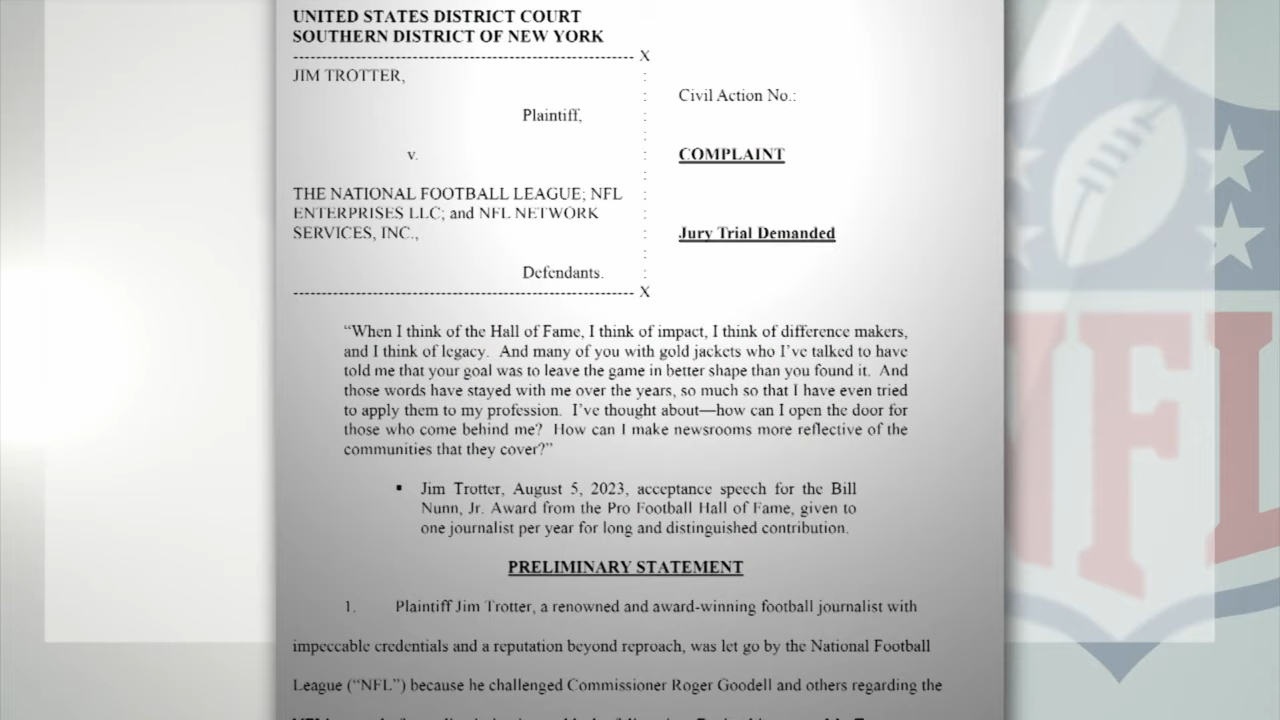 UNITED STATES DISTRICT COURT
SOUTHERN DISTRICT OF NEW YORK
------------------------------------------------------------- X
JIM TROTTER,
Civil Action No.:
Plaintiff,
v.
COMPLAINT
THE NATIONAL FOOTBALL LEAGUE; NFL
ENTERPRISES LLC; and NFL NETWORK
SERVICES, INC.,
Jury Trial Demanded
Defendants.
------------------------------------------------------------- X
“When I think of the Hall of Fame, I think of impact, I think of difference makers,
and I think of legacy. And many of you with gold jackets who I’ve talked to have
told me that your goal was to leave the game in better shape than you found it. And
those words have stayed with me over the years, so much so that I have even tried
to apply them to my profession. I’ve thought about—how can I open the door for
those who come behind me? How can I make newsrooms more reflective of the
communities that they cover?”
▪ Jim Trotter, August 5, 2023, acceptance speech for the Bill
Nunn, Jr. Award from the Pro Football Hall of Fame, given to
one journalist per year for long and distinguished contribution.
PRELIMINARY STATEMENT
1. Plaintiff Jim Trotter, a renowned and award-winning football journalist with
impeccable credentials and a reputation beyond reproach, was let go by the National Football
League (“NFL”) because he challenged Commissioner Roger Goodell and others regarding the
NFL